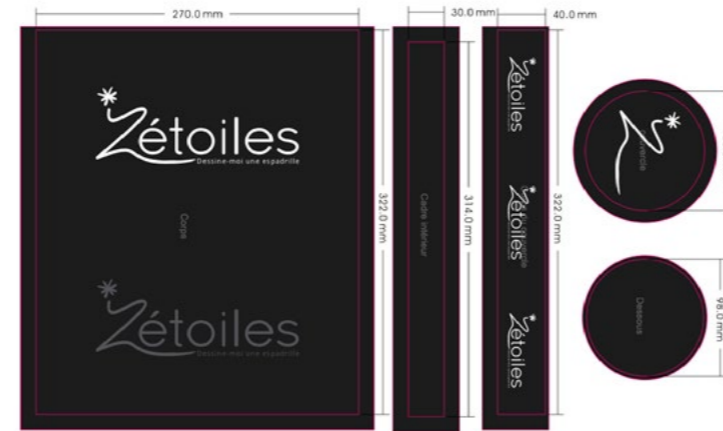 270.0 mm
30.0 mm
40.0 mm
Zétoiles
Dessine-moi une espadrille
Corps
Zétoiles
Dessine-moi une espadrille
322.0 mm
Cadre intérieur
314.0 mm
Zétoiles
Zétoiles
Zétoiles
322.0 mm
Couvercle
Dessous
98.0 mm